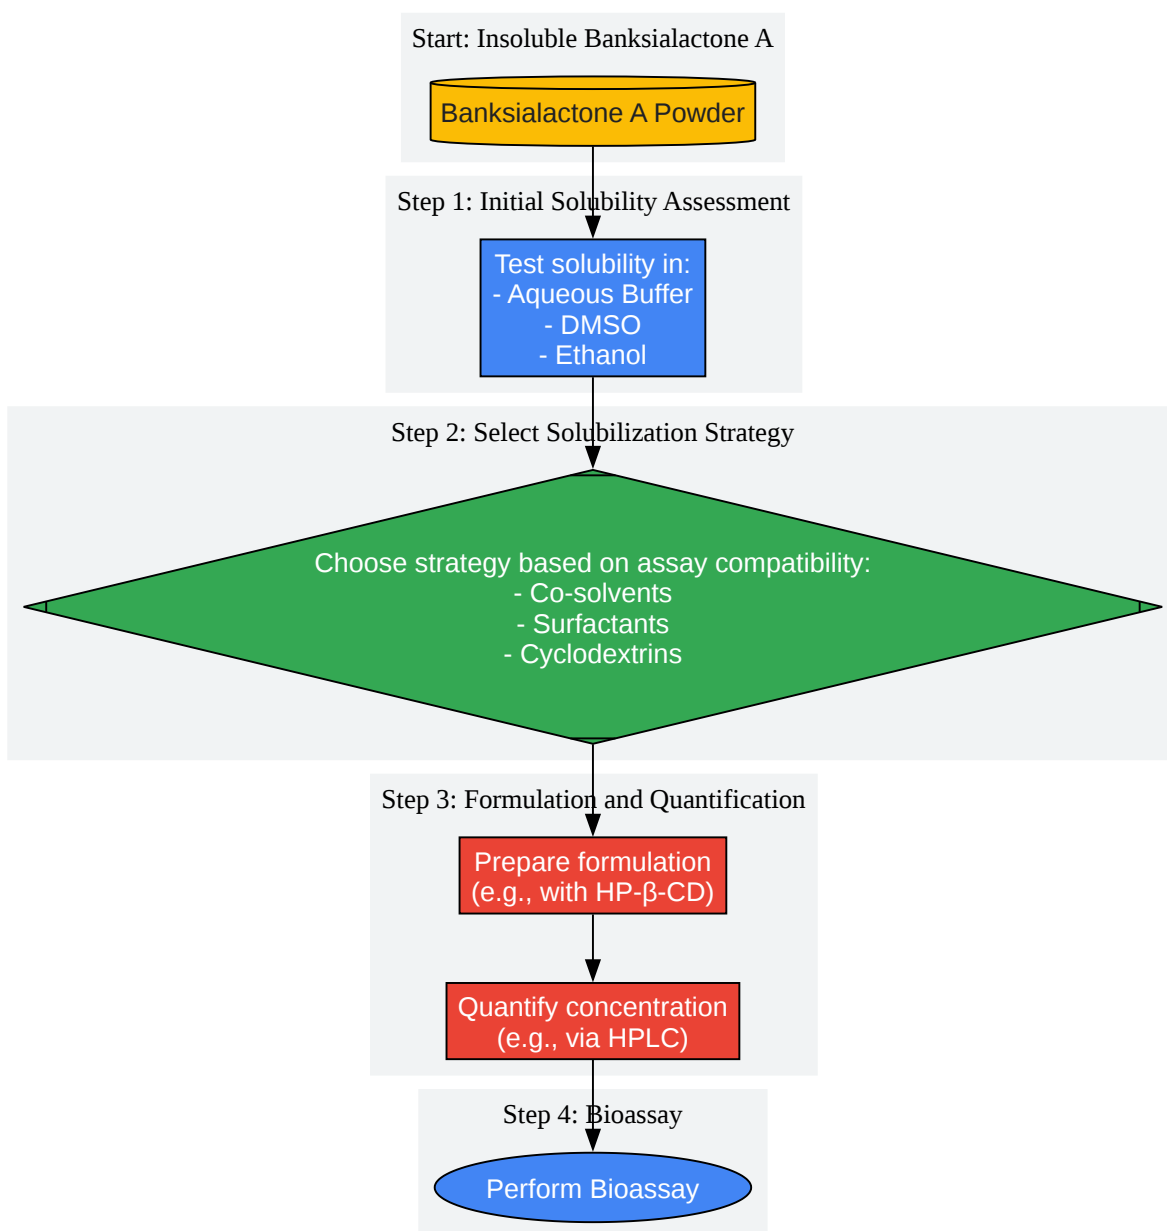 Start: Insoluble Banksialactone A
Banksialactone A Powder
Step 1: Initial Solubility Assessment
Test solubility in:
- Aqueous Buffer
- DMSO
- Ethanol
Step 2: Select Solubilization Strategy
Choose strategy based on assay compatibility:
- Co-solvents
- Surfactants
- Cyclodextrins
Step 3: Formulation and Quantification
Prepare formulation
(e.g., with HP-β-CD)
Quantify concentration
(e.g., via HPLC)
Step 4: Bioassay
Perform Bioassay